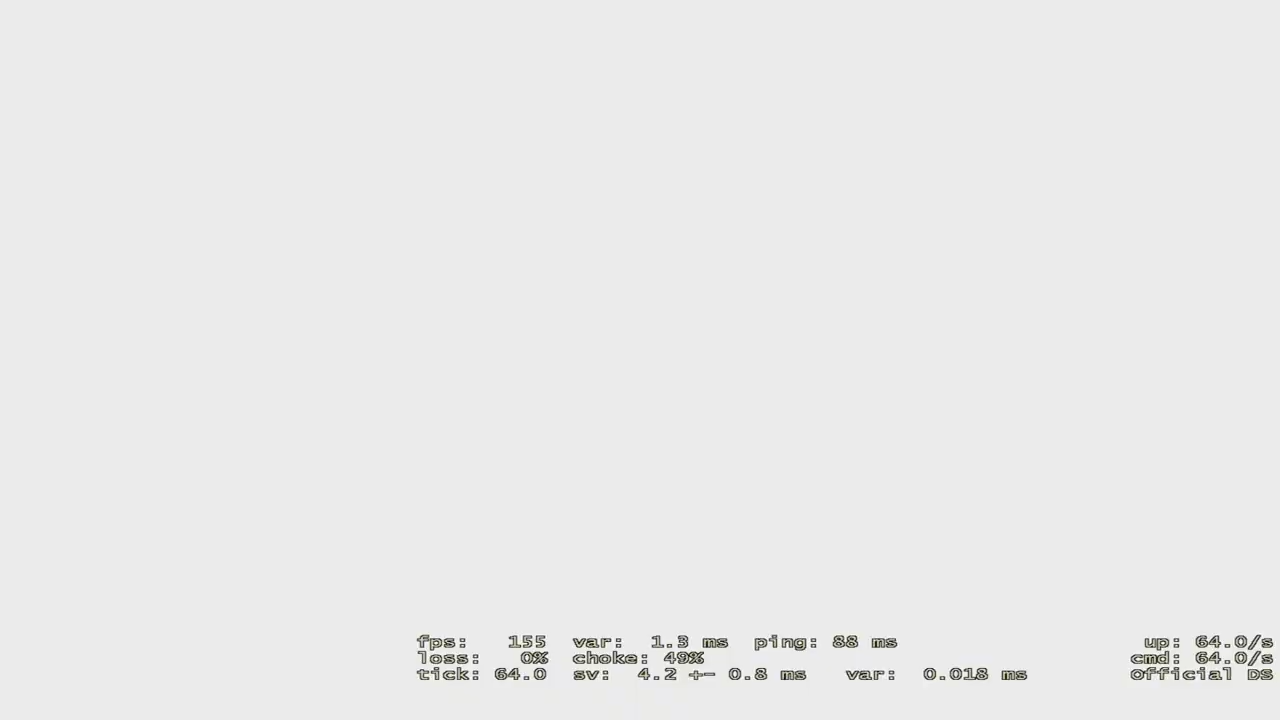 fps: 155 var: 1.3 ms ping: 88 ms up: 64.0/s
loss: 0% choke: 49% cmd: 64.0/s
tick: 64.0 sv: 4.2 +- 0.8 ms var: 0.018 ms Official DS